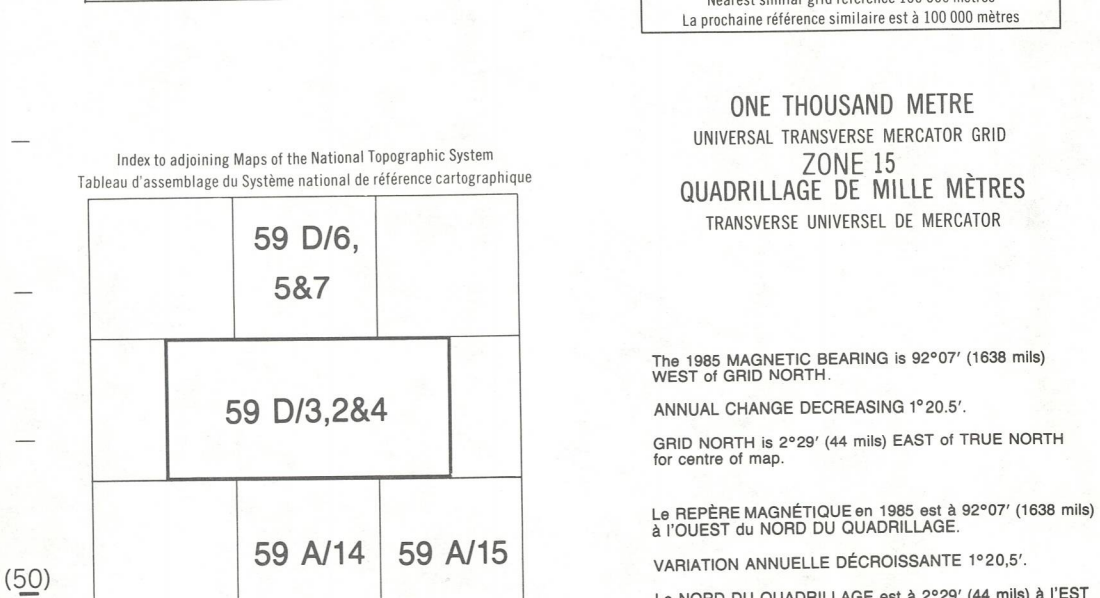 Nearest similar grid reference 100 000 metres
La prochaine référence similaire est à 100 000 mètres
ONE THOUSAND METRE
UNIVERSAL TRANSVERSE MERCATOR GRID
ZONE 15
QUADRILLAGE DE MILLE MÈTRES
TRANSVERSE UNIVERSEL DE MERCATOR
Index to adjoining Maps of the National Topographic System
Tableau d'assemblage du Système national de référence cartographique
59 D/6,
5&7
59 D/3,2&4
59 A/14 59 A/15
(50)
The 1985 MAGNETIC BEARING is 92°07′ (1638 mils)
WEST of GRID NORTH.
ANNUAL CHANGE DECREASING 1°20.5′.
GRID NORTH is 2°29′ (44 mils) EAST of TRUE NORTH
for centre of map.
Le REPÈRE MAGNÉTIQUE en 1985 est à 92°07′ (1638 mils)
à l'OUEST du NORD DU QUADRILLAGE.
VARIATION ANNUELLE DÉCROISSANTE 1°20,5′.
Le NORD DU QUADRILLAGE est à 2°29′ (44 mils) à l'EST